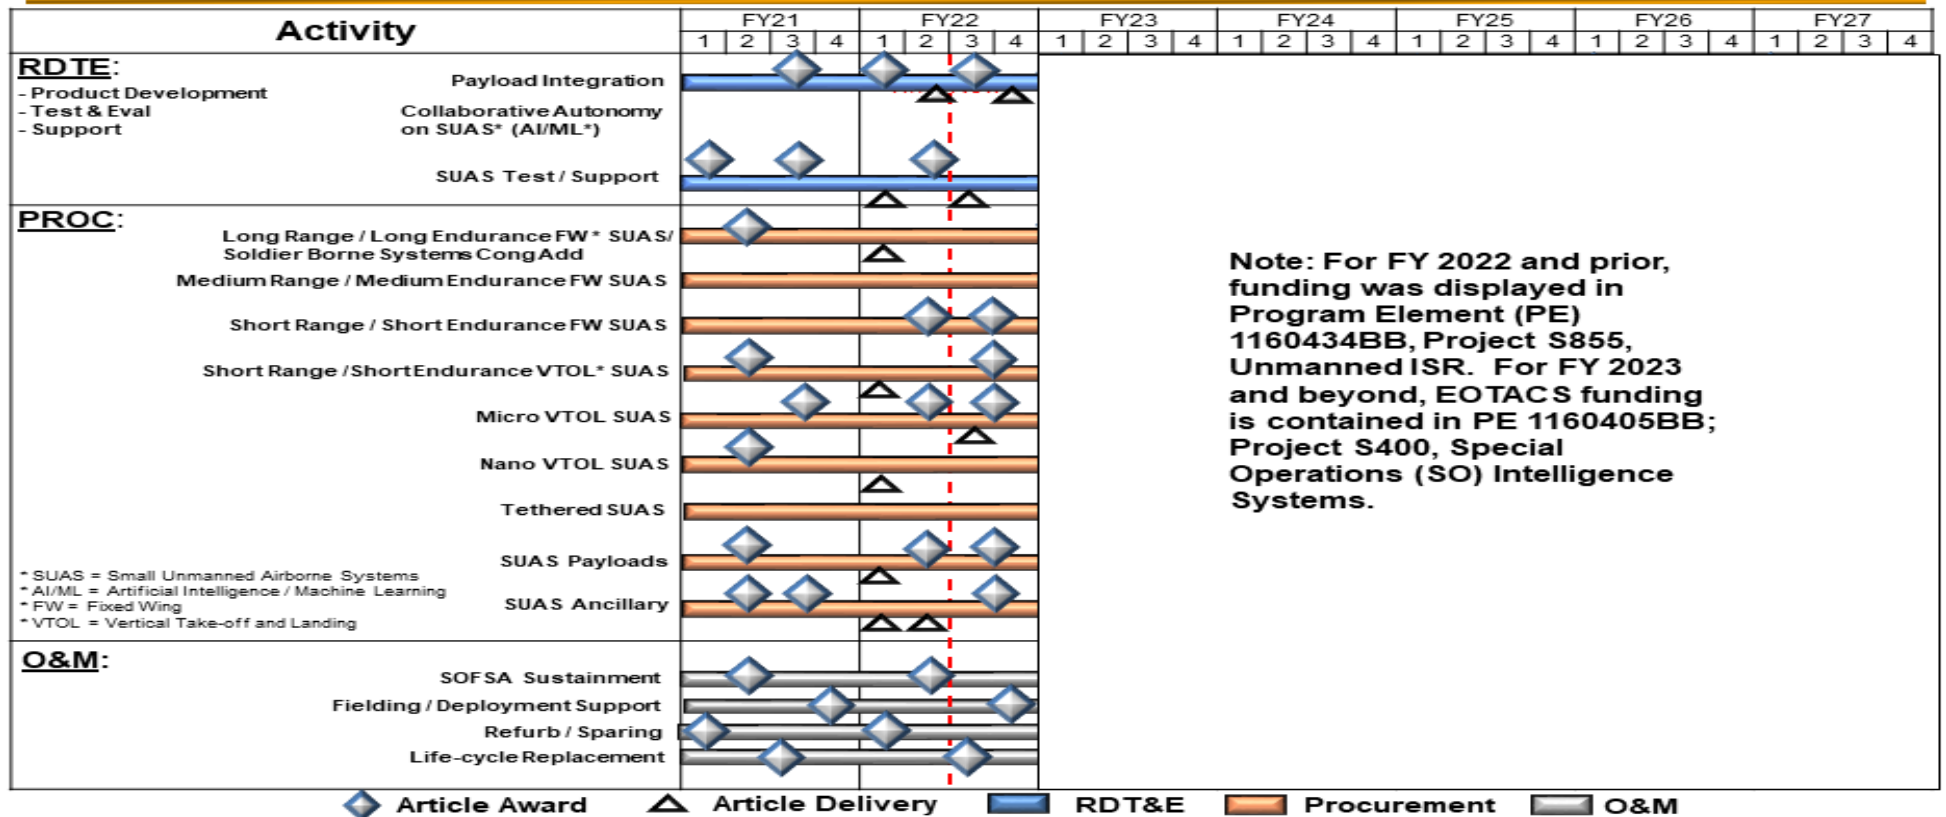 Activity
FY21 FY22 FY23 FY24 FY25 FY26 FY27
1 2 3 4 1 2 3 4 1 2 3 4 1 2 3 4 1 2 3 4 1 2 3 4 1 2 3 4
RDTE:
- Product Development
- Test & Eval
- Support
Payload Integration
Collaborative Autonomy
on SUAS* (AI/ML*)
SUAS Test / Support
PROC:
Long Range / Long Endurance FW* SUAS/
Soldier Borne Systems Cong Add
Medium Range / Medium Endurance FW SUAS
Short Range / Short Endurance FW SUAS
Short Range / Short Endurance VTOL* SUAS
Micro VTOL SUAS
Nano VTOL SUAS
Tethered SUAS
SUAS Payloads
SUAS Ancillary
* SUAS = Small Unmanned Airborne Systems
* AI/ML = Artificial Intelligence / Machine Learning
* FW = Fixed Wing
* VTOL = Vertical Take-off and Landing
O&M:
SOFSA Sustainment
Fielding / Deployment Support
Refurb / Sparing
Life-cycle Replacement
Note: For FY 2022 and prior,
funding was displayed in
Program Element (PE)
1160434BB, Project S855,
Unmanned ISR. For FY 2023
and beyond, EOTACS funding
is contained in PE 1160405BB;
Project S400, Special
Operations (SO) Intelligence
Systems.
Article Award Article Delivery RDT&E Procurement O&M